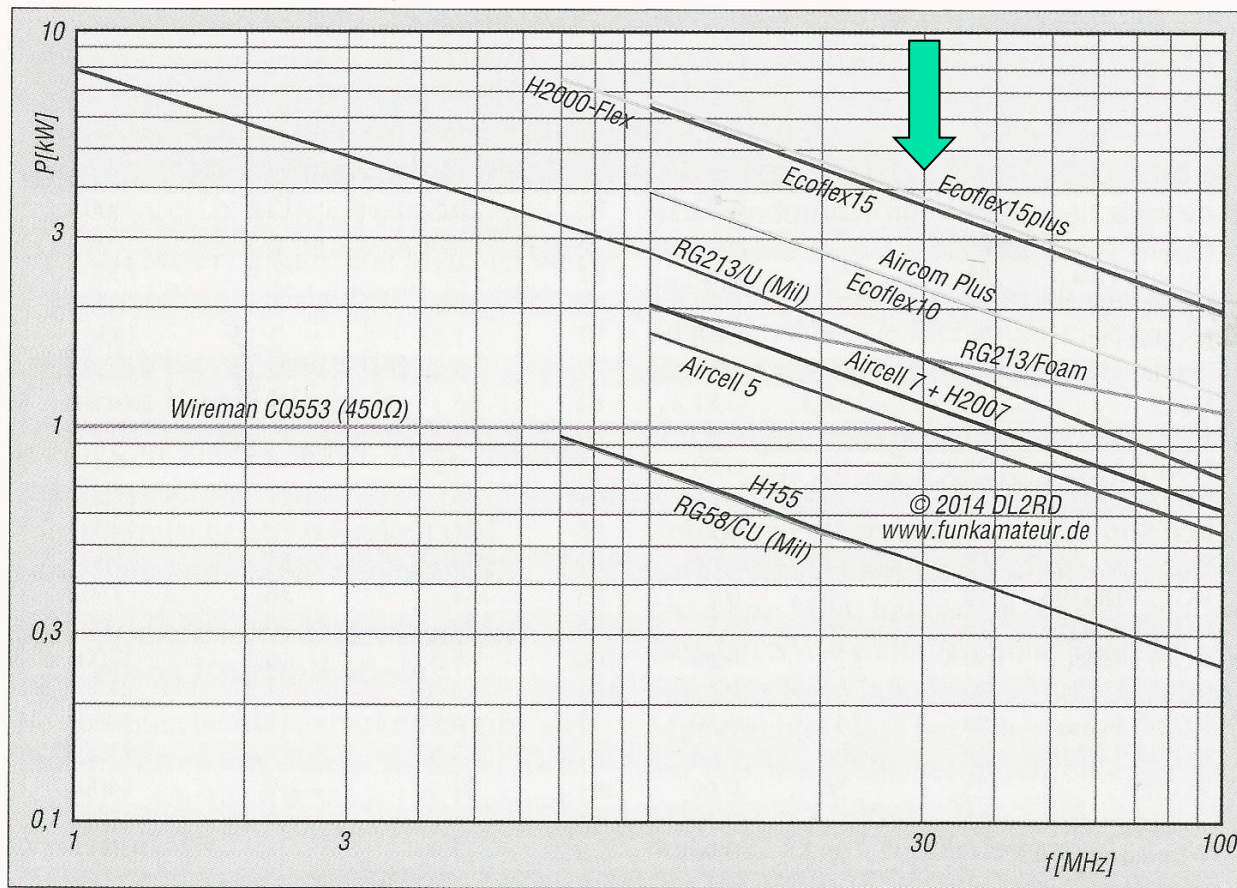 10
P[kW]
3
1
0,3
0,1
H2000-Flex
Ecoflex15
Ecoflex15plus
RG213/U (Mil)
Aircom Plus
Ecoflex10
RG213/Foam
Aircell 5
Aircell 7 + H2007
Wireman CQ553 (450Ω)
H155
RG58/CU (Mil)
© 2014 DL2RD
www.funkamateur.de
1
3
30
100
f[MHz]